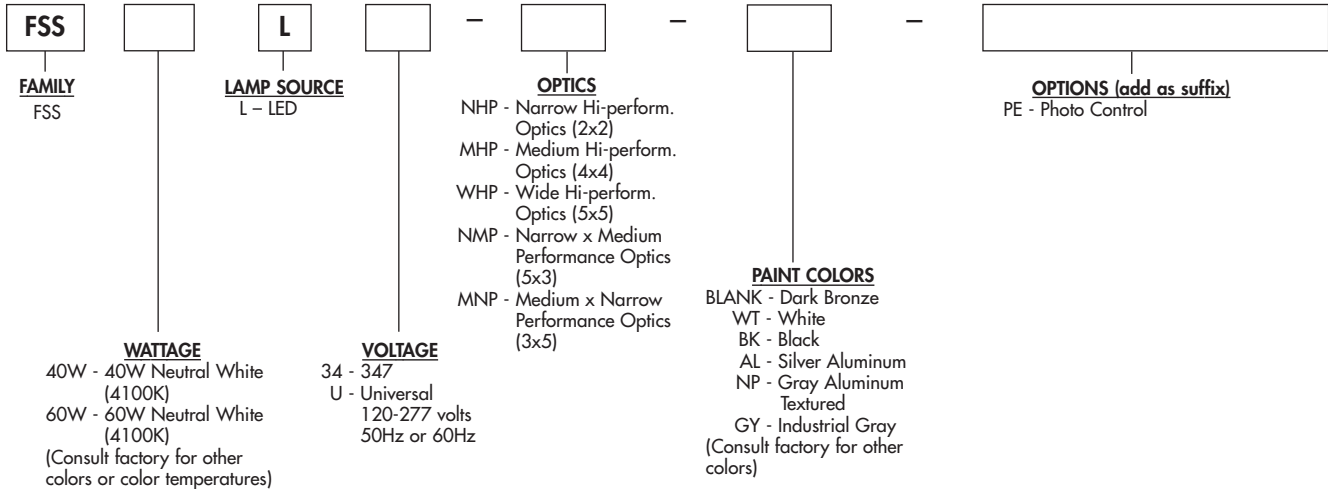 FSS
L
–
–
–
FAMILY
FSS
WATTAGE
40W - 40W Neutral White
(4100K)
60W - 60W Neutral White
(4100K)
(Consult factory for other
colors or color temperatures)
LAMP SOURCE
L – LED
VOLTAGE
34 - 347
U - Universal
120-277 volts
50Hz or 60Hz
OPTICS
NHP - Narrow Hi-perform.
Optics (2x2)
MHP - Medium Hi-perform.
Optics (4x4)
WHP - Wide Hi-perform.
Optics (5x5)
NMP - Narrow x Medium
Performance Optics
(5x3)
MNP - Medium x Narrow
Performance Optics
(3x5)
PAINT COLORS
BLANK - Dark Bronze
WT - White
BK - Black
AL - Silver Aluminum
NP - Gray Aluminum
Textured
GY - Industrial Gray
(Consult factory for other
colors)
OPTIONS (add as suffix)
PE - Photo Control